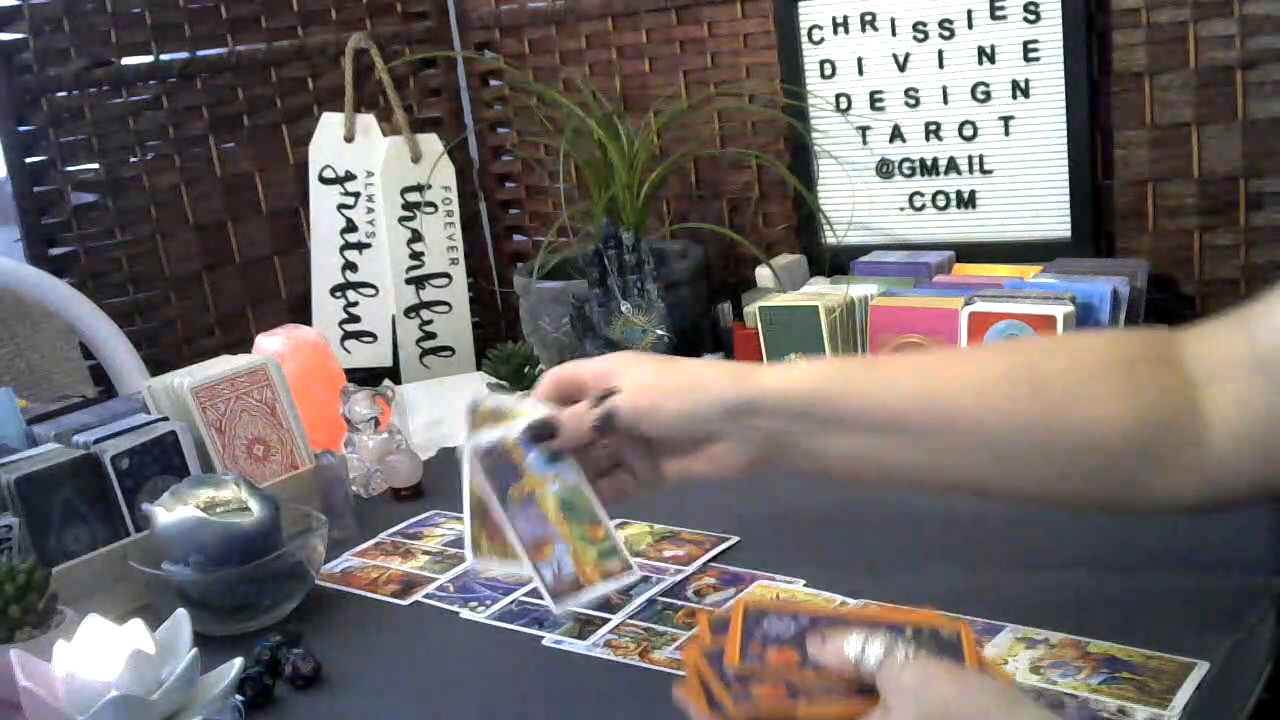 ALWAYS
grateful
FOREVER
thankful
CHRISSIES
DIVINE
DESIGN
TAROT
@GMAIL
.COM